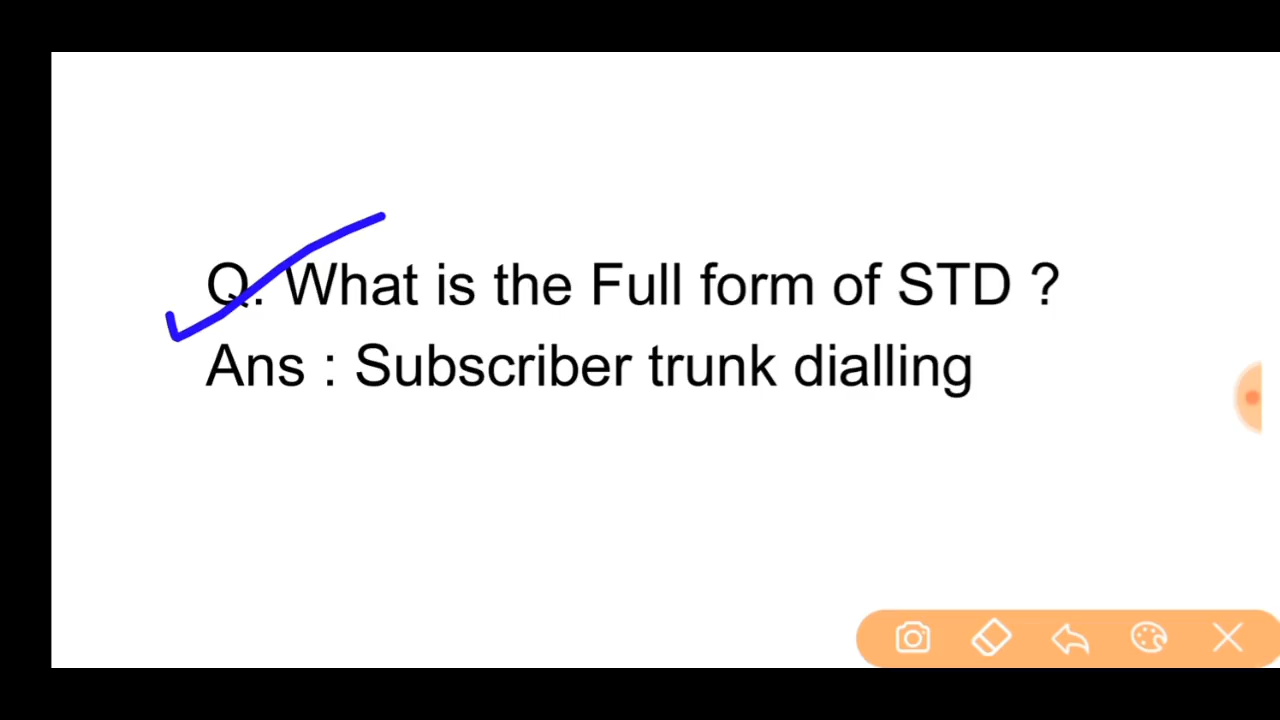 Q. What is the Full form of STD ?
Ans : Subscriber trunk dialling